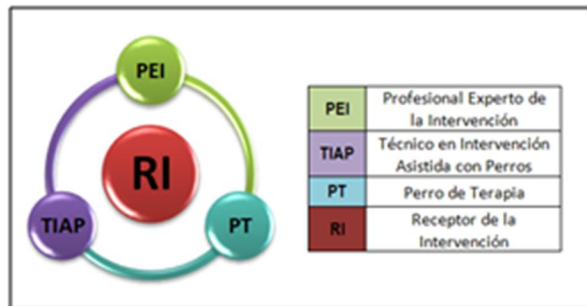 PEI
RI
TIAP
PT
PEI
Profesional Experto de
la Intervención
TIAP
Técnico en Intervención
Asistida con Perros
PT
Perro de Terapia
RI
Receptor de la
Intervención